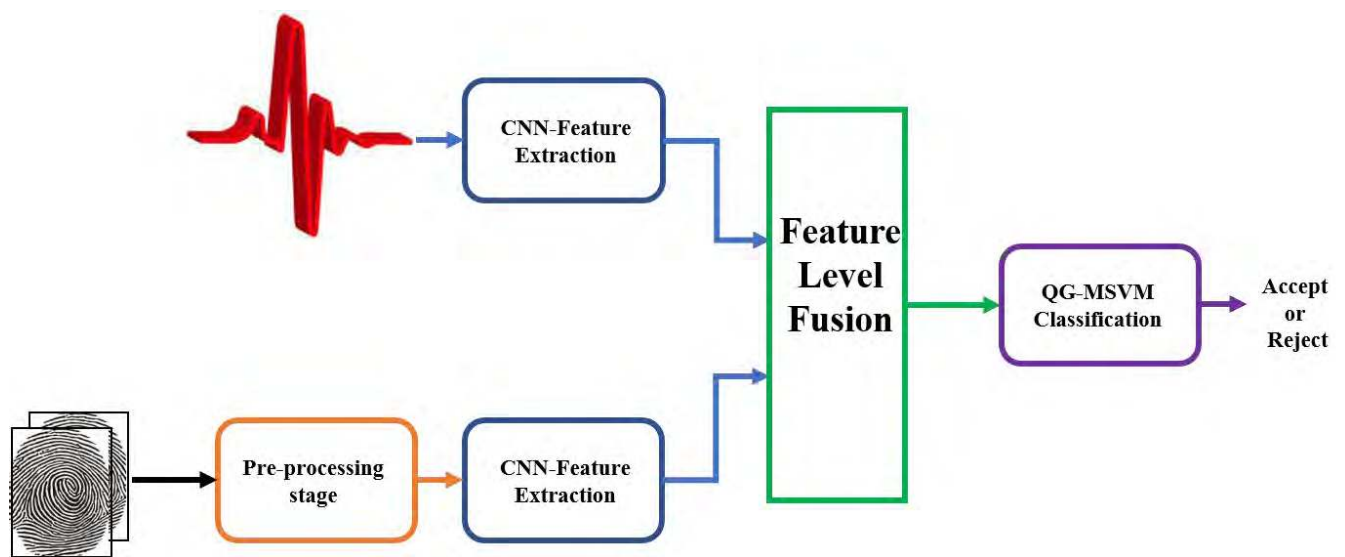 CNN-Feature
Extraction
Feature
Level
Fusion
QG-MSVM
Classification
Accept
or
Reject
Pre-processing
stage
CNN-Feature
Extraction